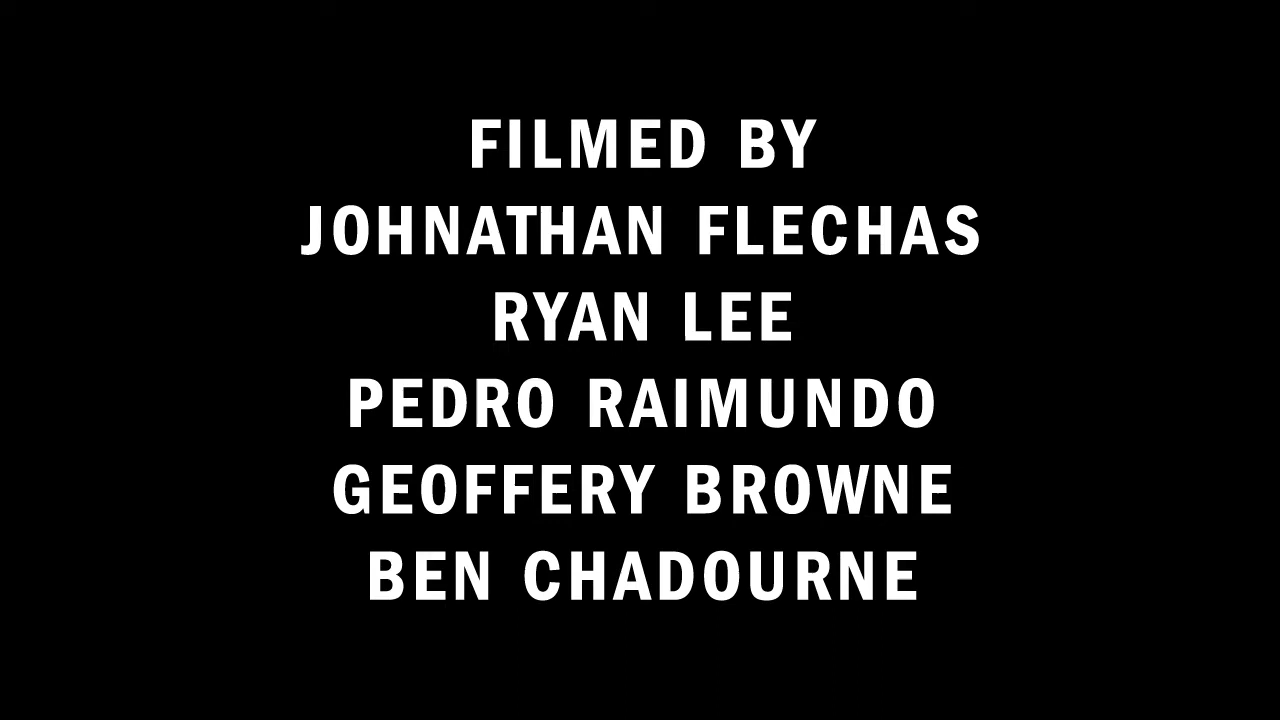 FILMED BY
JOHNATHAN FLECHAS
RYAN LEE
PEDRO RAIMUNDO
GEOFFERY BROWNE
BEN CHADOURNE